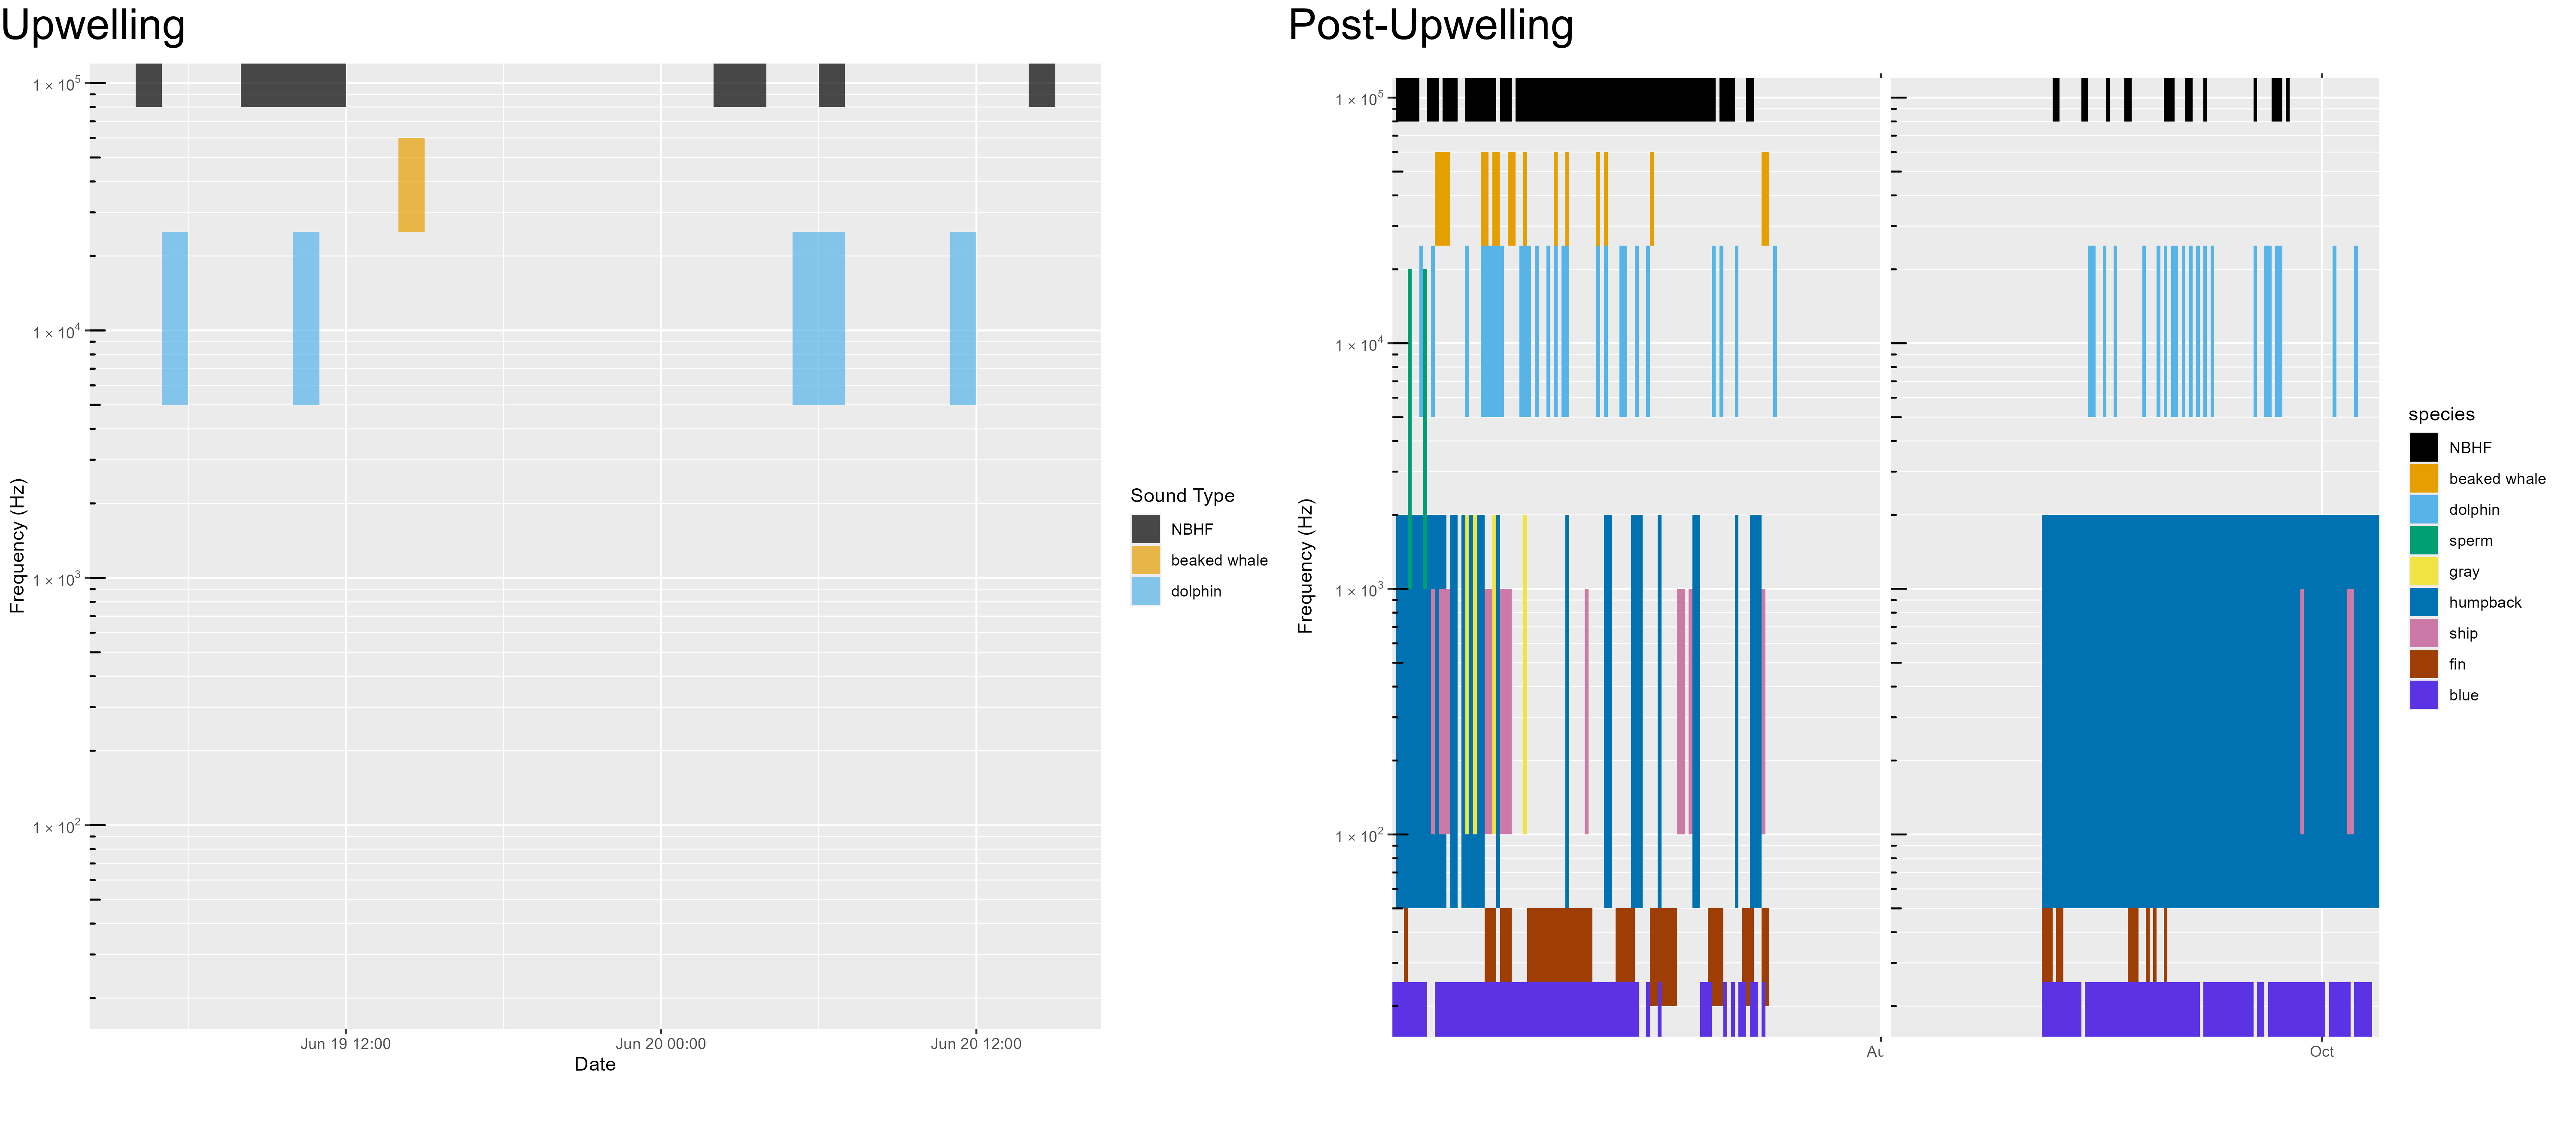 Upwelling
Post-Upwelling
1 × 10⁵
1 × 10⁴
1 × 10³
1 × 10²
Frequency (Hz)
Jun 19 12:00
Jun 20 00:00
Jun 20 12:00
Date
Sound Type
NBHF
beaked whale
dolphin
1 × 10⁵
1 × 10⁴
1 × 10³
1 × 10²
Frequency (Hz)
Au
Oct
species
NBHF
beaked whale
dolphin
sperm
gray
humpback
ship
fin
blue